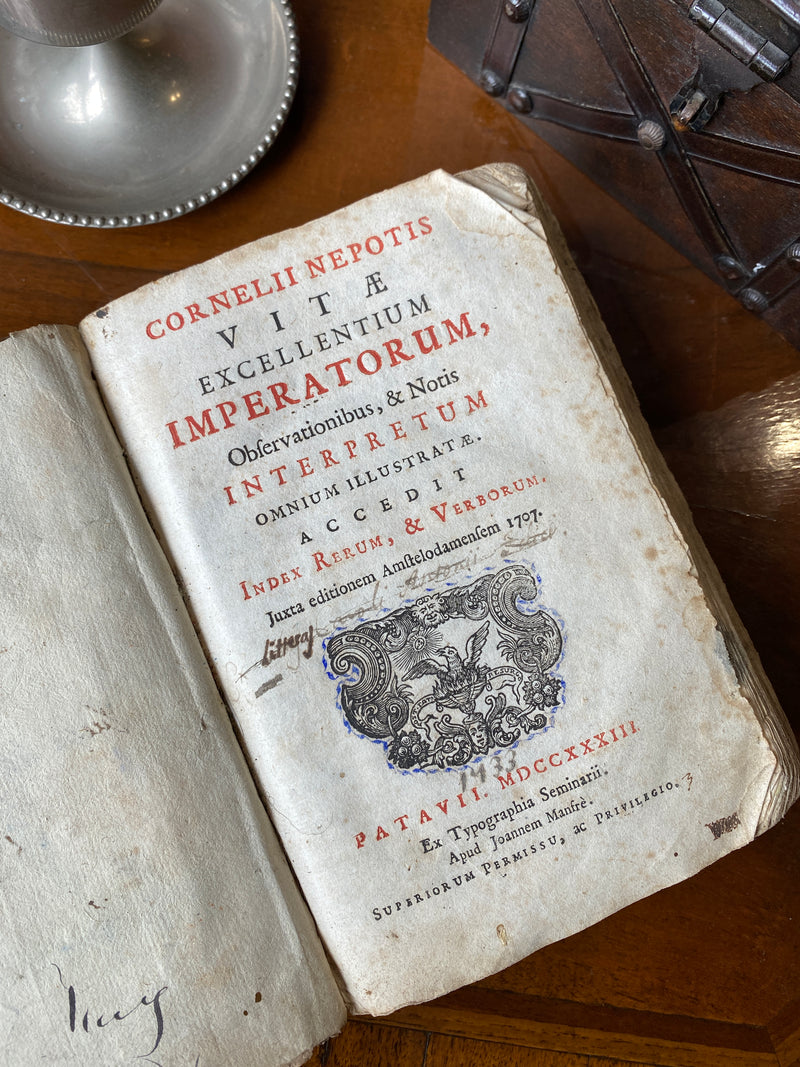 CORNELII NEPOTIS
VITÆ
EXCELLENTIUM
IMPERATORUM,
Obſervationibus, & Notis
INTERPRETUM
OMNIUM ILLUSTRATÆ.
ACCEDIT
INDEX RERUM, & VERBORUM.
Juxta editionem Amſtelodamenſem 1707.
Antonii
PATAVII. MDCCXXXIII.
Ex Typographia Seminarii.
Apud Joannem Manfrè.
SUPERIORUM PERMISSU, AC PRIVILEGIO.